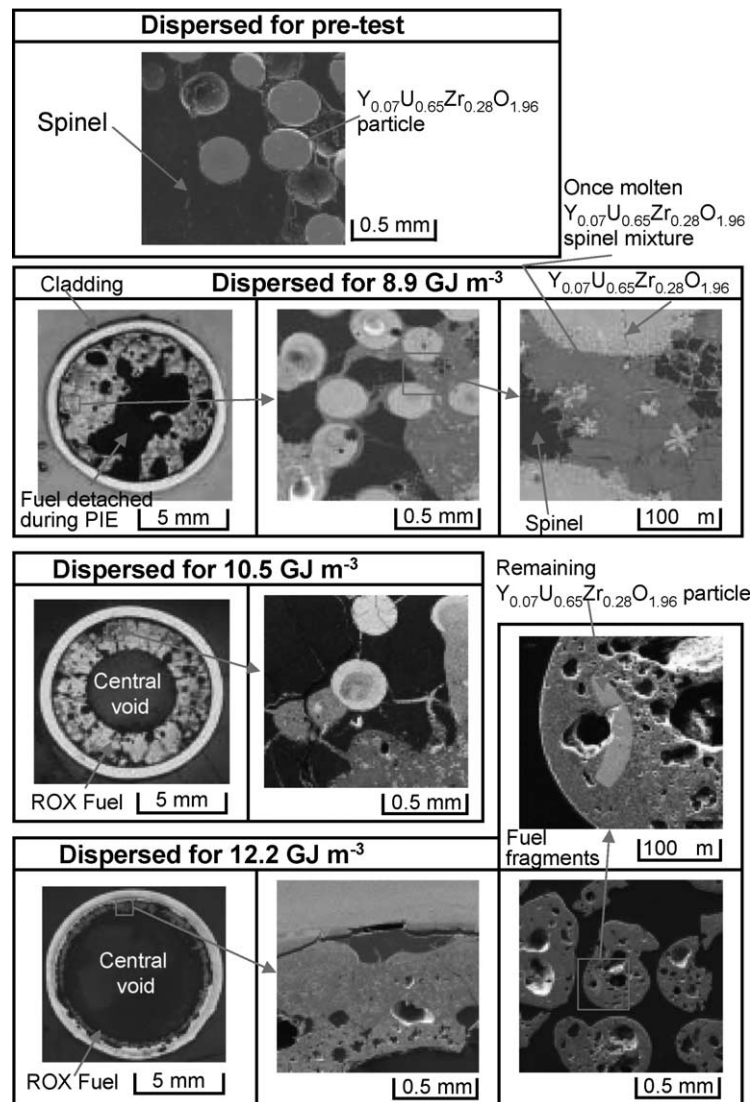 Dispersed for pre-test
Spinel
Y0.07U0.65Zr0.28O1.96
particle
0.5 mm
Once molten
Y0.07U0.65Zr0.28O1.96
spinel mixture
Cladding
Dispersed for 8.9 GJ m-3
Y0.07U0.65Zr0.28O1.96
Fuel detached
during PIE
5 mm
0.5 mm
Spinel
100 m
Dispersed for 10.5 GJ m-3
Remaining
Y0.07U0.65Zr0.28O1.96 particle
Central
void
ROX Fuel
5 mm
0.5 mm
Fuel
fragments
100 m
Dispersed for 12.2 GJ m-3
Central
void
ROX Fuel
5 mm
0.5 mm
0.5 mm